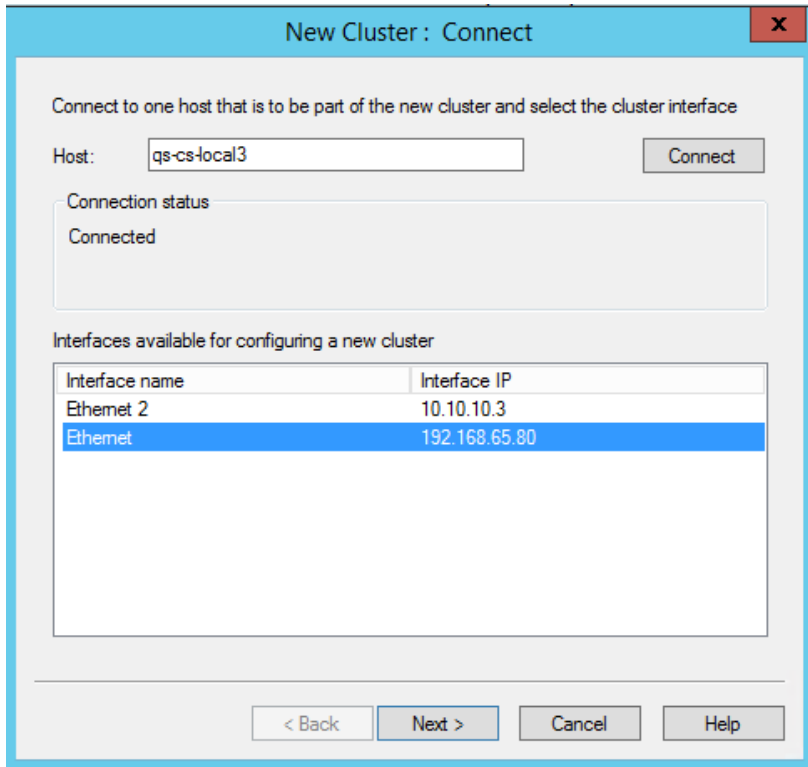 New Cluster : Connect
x
Connect to one host that is to be part of the new cluster and select the cluster interface
Host: qs-cs-local3 Connect
Connection status
Connected
Interfaces available for configuring a new cluster
Interface name Interface IP
Ethernet 2 10.10.10.3
Ethernet 192.168.65.80
< Back Next > Cancel Help